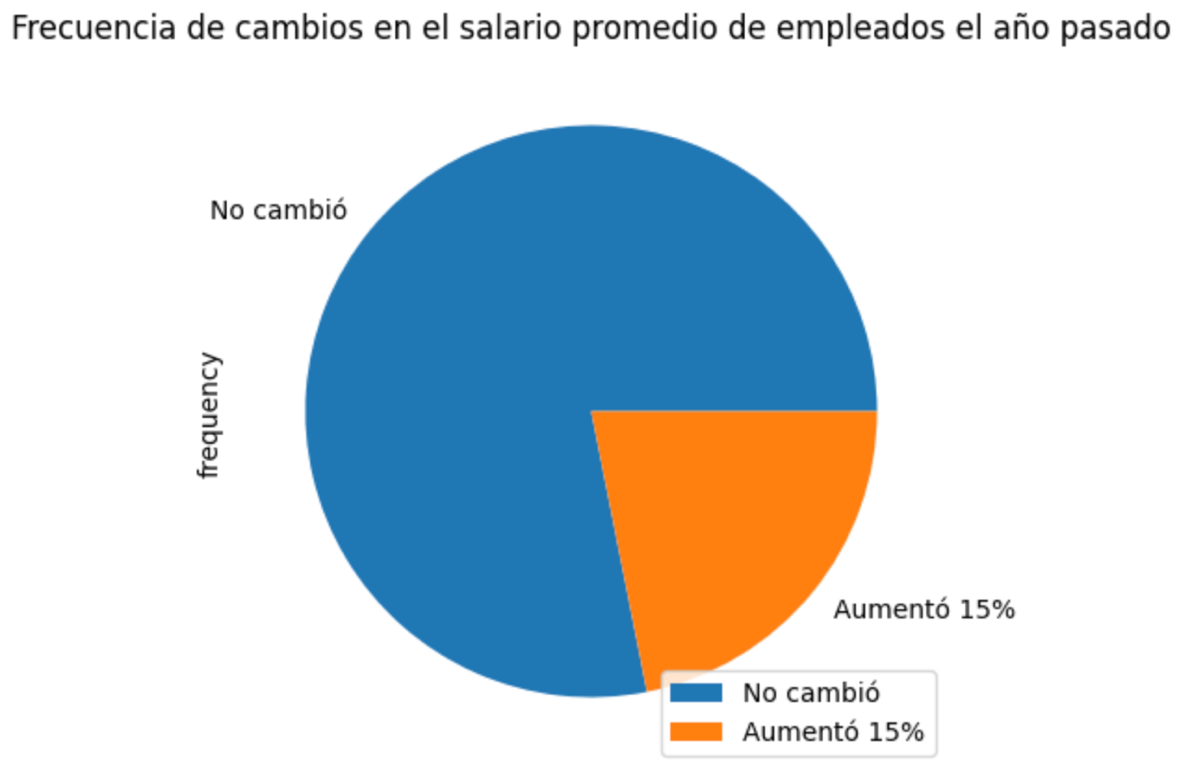 Frecuencia de cambios en el salario promedio de empleados el año pasado
No cambió
frequency
Aumentó 15%
No cambió
Aumentó 15%